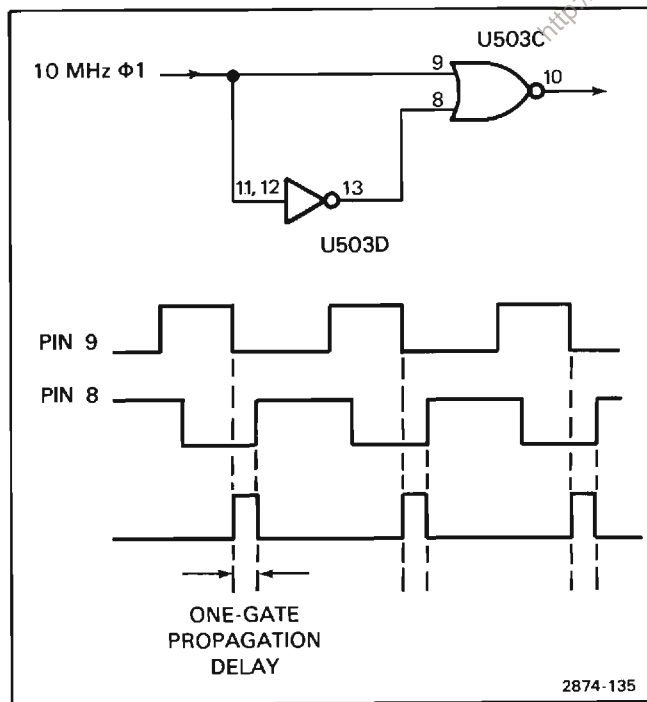 http:/
U503C
10 MHz Φ1
9
10
8
11, 12
13
U503D
PIN 9
PIN 8
ONE-GATE
PROPAGATION
DELAY
2874-135